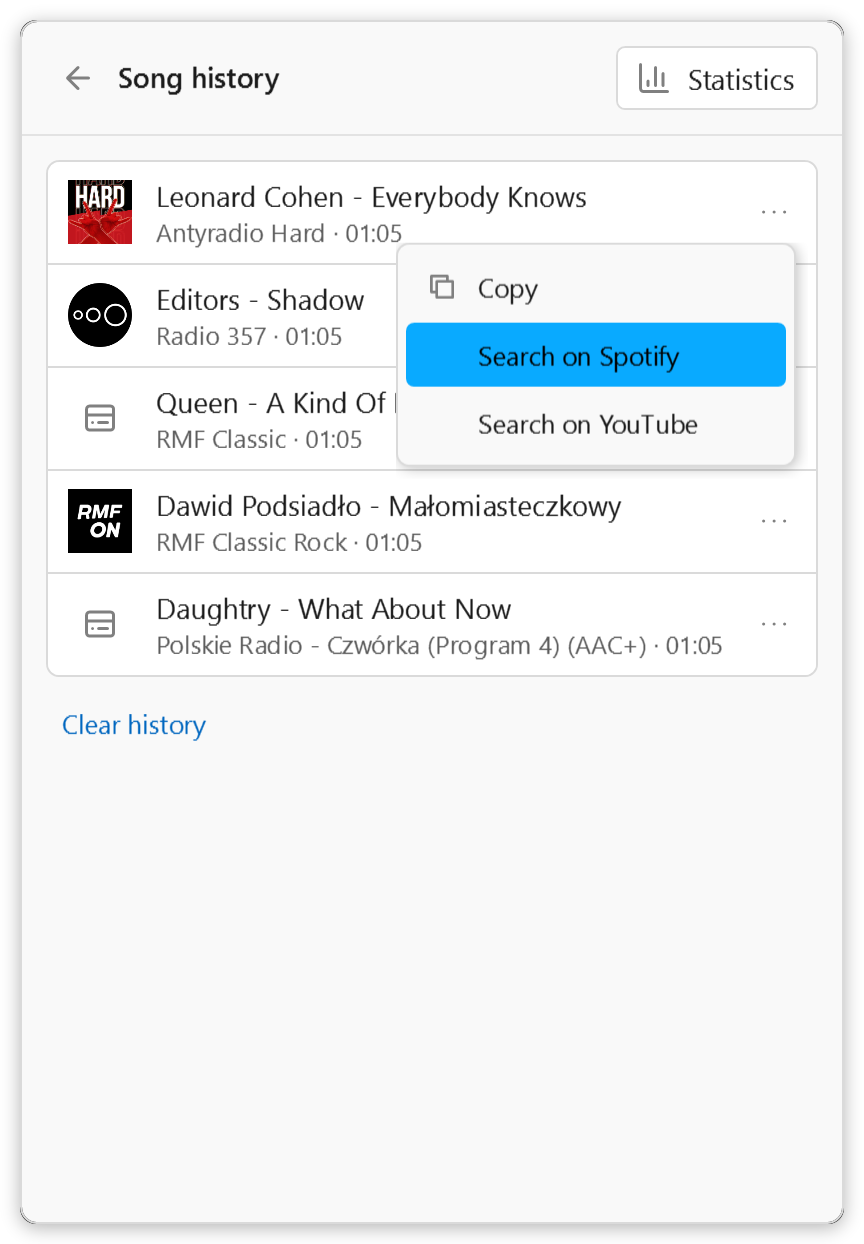 Song history
Statistics
HARD
Leonard Cohen - Everybody Knows
Antyradio Hard · 01:05
Copy
Search on Spotify
Search on YouTube
Editors - Shadow
Radio 357 · 01:05
Queen - A Kind Of
RMF Classic · 01:05
RMF
ON
Dawid Podsiadło - Małomiasteczkowy
RMF Classic Rock · 01:05
Daughtry - What About Now
Polskie Radio - Czwórka (Program 4) (AAC+) · 01:05
Clear history